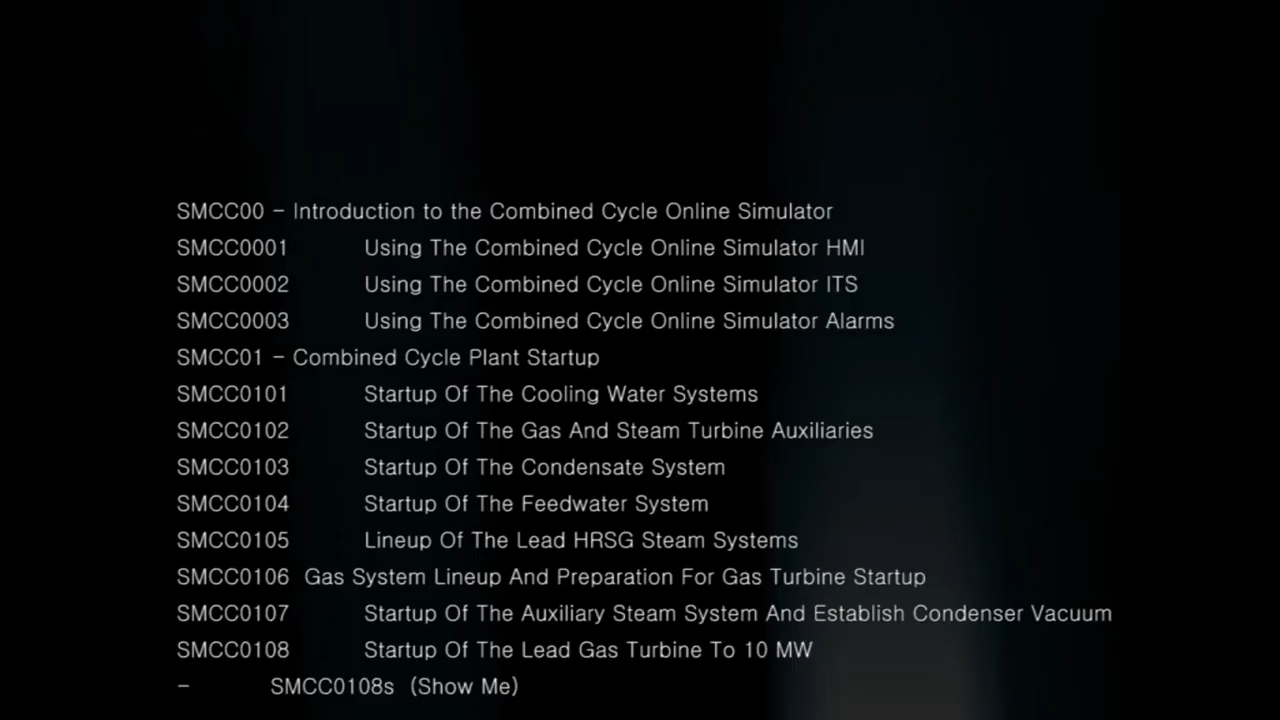 SMCC00 - Introduction to the Combined Cycle Online Simulator
SMCC0001 Using The Combined Cycle Online Simulator HMI
SMCC0002 Using The Combined Cycle Online Simulator ITS
SMCC0003 Using The Combined Cycle Online Simulator Alarms
SMCC01 - Combined Cycle Plant Startup
SMCC0101 Startup Of The Cooling Water Systems
SMCC0102 Startup Of The Gas And Steam Turbine Auxiliaries
SMCC0103 Startup Of The Condensate System
SMCC0104 Startup Of The Feedwater System
SMCC0105 Lineup Of The Lead HRSG Steam Systems
SMCC0106 Gas System Lineup And Preparation For Gas Turbine Startup
SMCC0107 Startup Of The Auxiliary Steam System And Establish Condenser Vacuum
SMCC0108 Startup Of The Lead Gas Turbine To 10 MW
- SMCC0108s (Show Me)